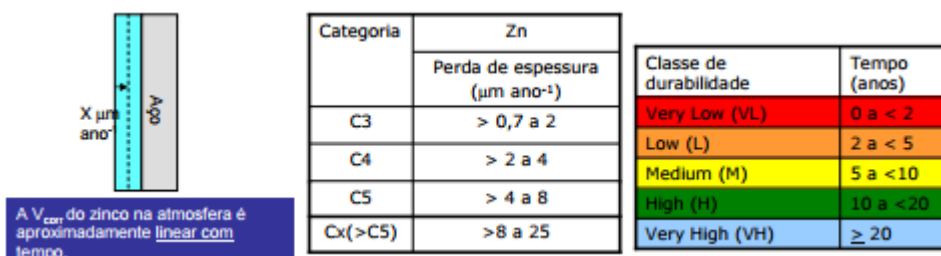 X μm
ano⁻
Aço
A V_corr do zinco na atmosfera é
aproximadamente linear com
tempo.
Categoria
Zn
Perda de espessura
(μm ano⁻¹)
C3
> 0,7 a 2
C4
> 2 a 4
C5
> 4 a 8
Cx(>C5)
>8 a 25
Classe de
durabilidade
Tempo
(anos)
Very Low (VL)
0 a < 2
Low (L)
2 a < 5
Medium (M)
5 a <10
High (H)
10 a <20
Very High (VH)
≥ 20